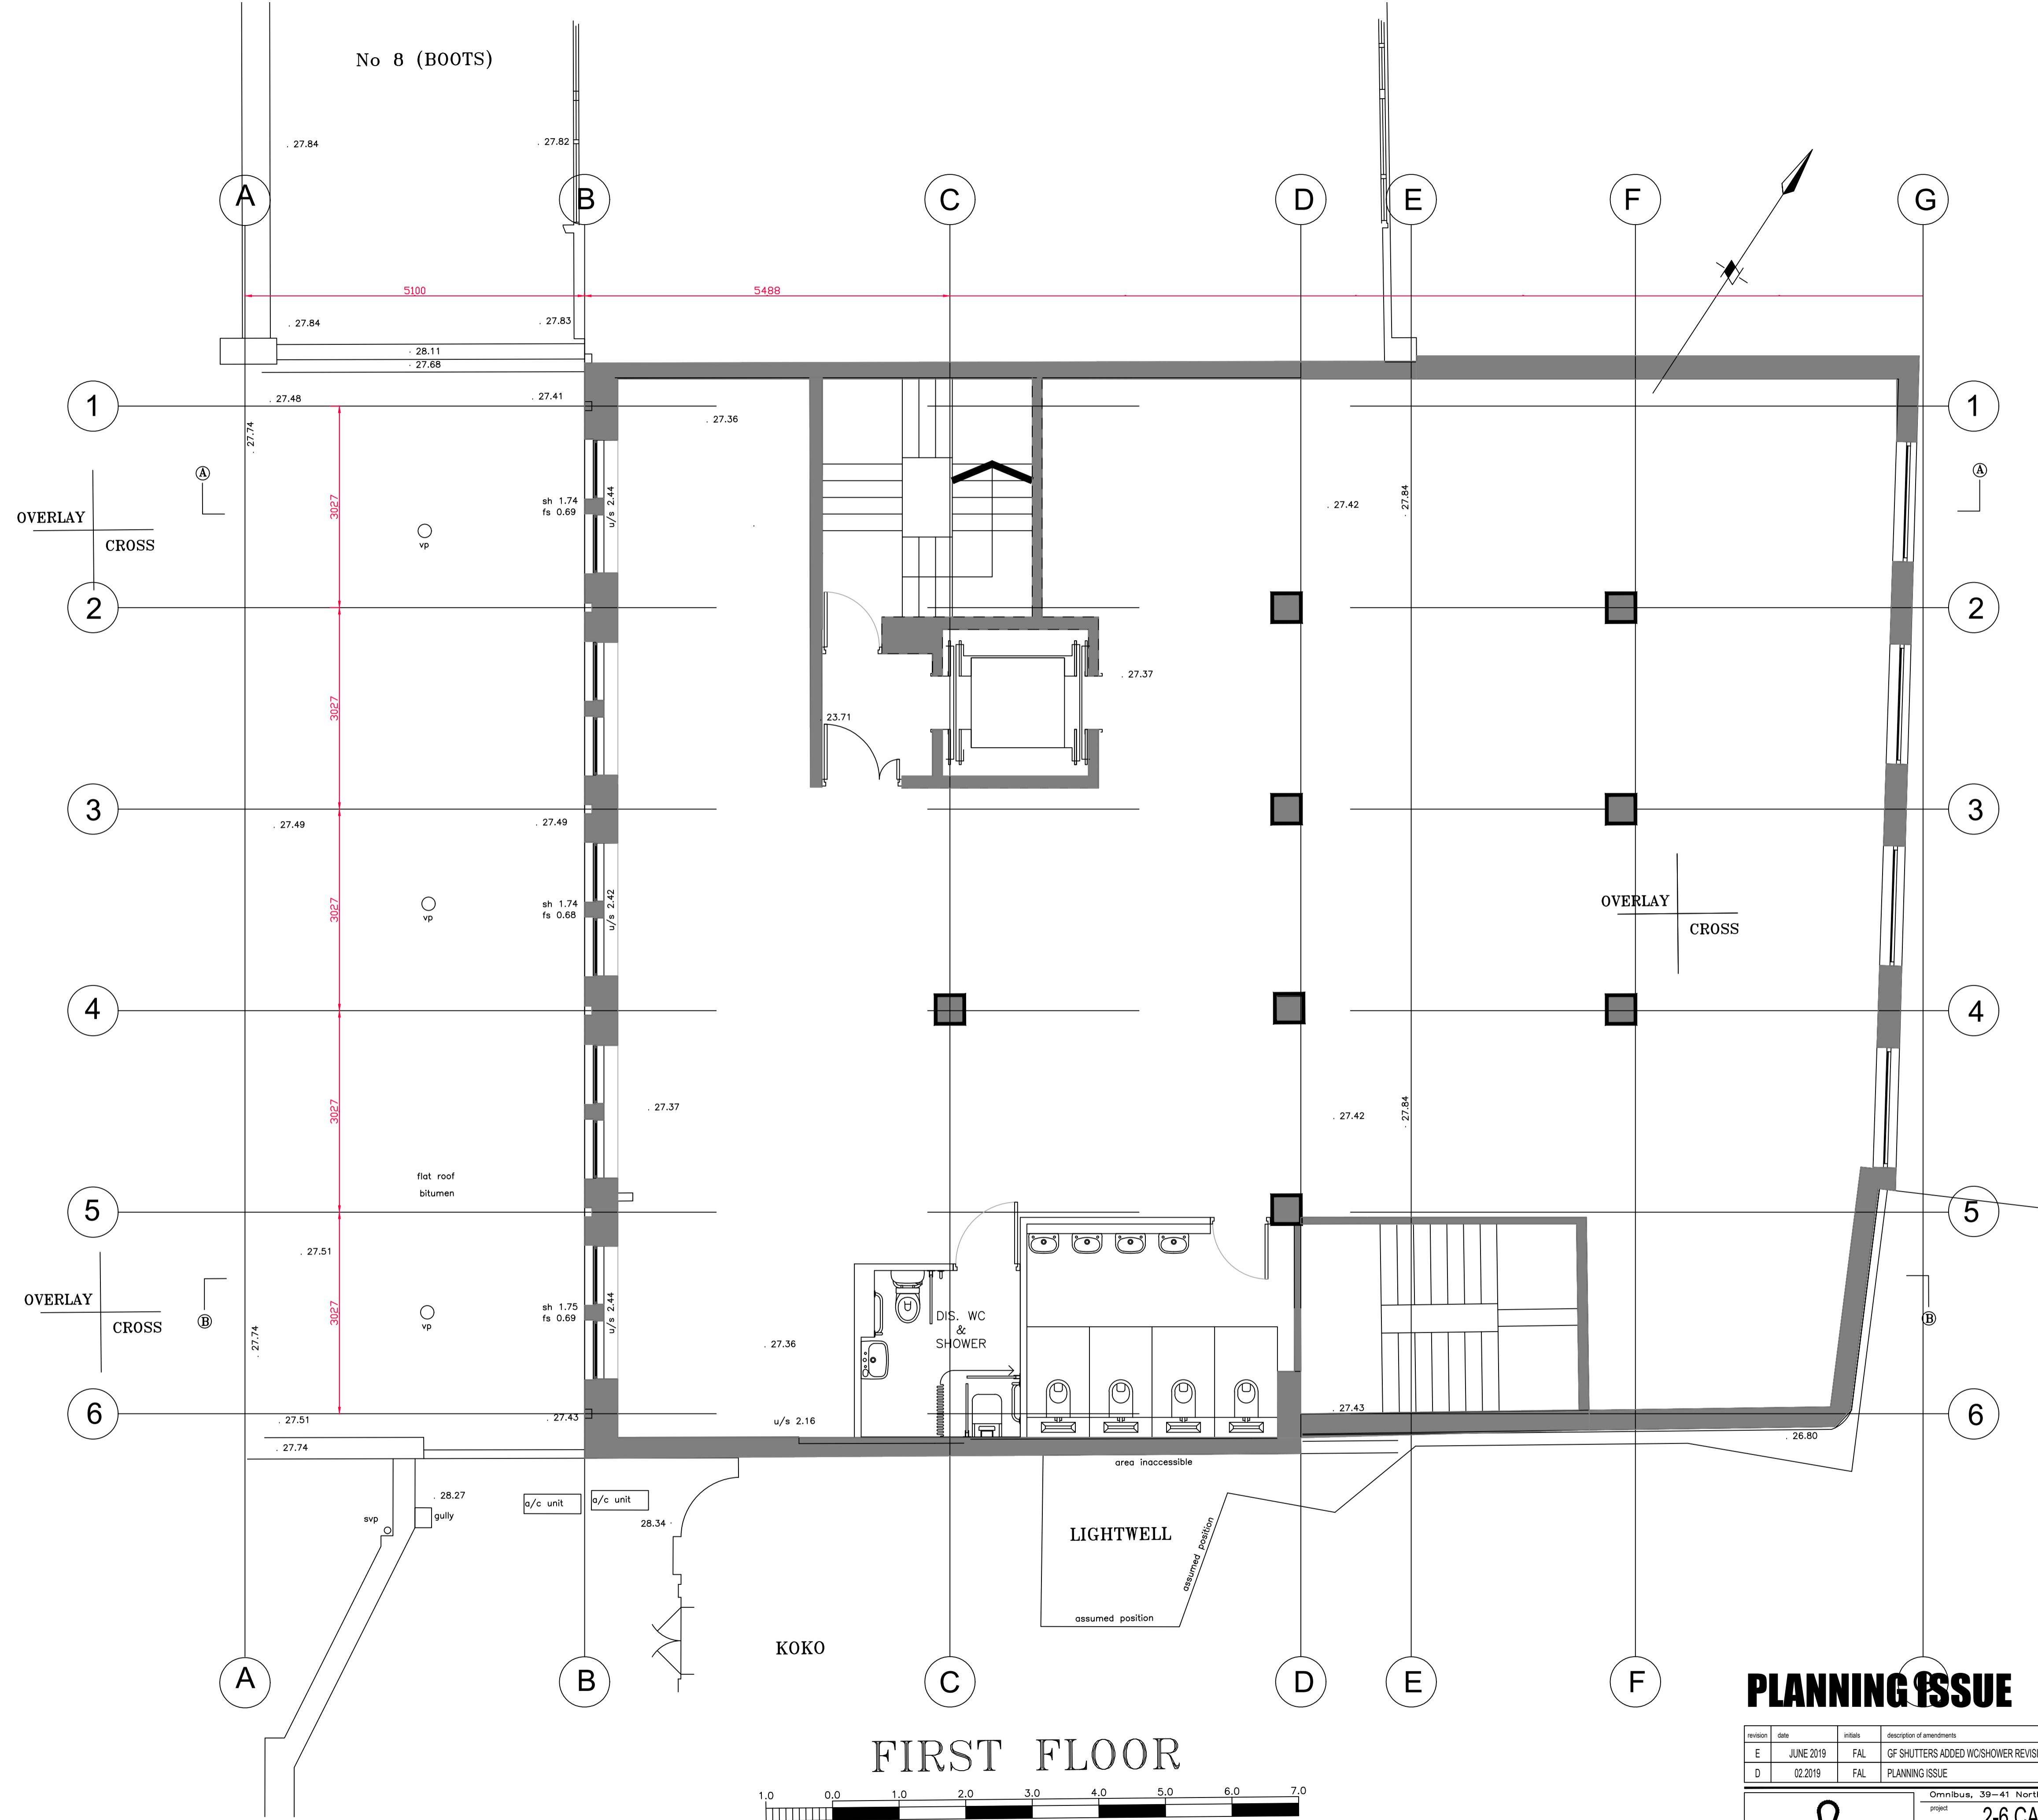 No 8 (BOOTS)
. 27.84
. 27.82
A
B
C
D
E
F
G
5100
5488
. 27.84
. 27.83
. 28.11
. 27.68
1
. 27.48
. 27.41
. 27.36
1
. 27.74
A
A
OVERLAY
CROSS
3027
vp
sh 1.74
fs 0.69
u/s 2.44
. 27.42
. 27.84
2
2
3027
. 27.37
. 23.71
3
3
. 27.49
. 27.49
3027
vp
sh 1.74
fs 0.68
u/s 2.42
OVERLAY
CROSS
4
4
3027
. 27.37
. 27.42
. 27.84
flat roof
bitumen
5
5
. 27.51
OVERLAY
CROSS
B
3027
vp
sh 1.75
fs 0.69
u/s 2.44
. 27.36
DIS. WC
&
SHOWER
B
. 27.74
6
. 27.51
. 27.43
u/s 2.16
. 27.43
6
. 26.80
. 27.74
area inaccessible
. 28.27
svp
gully
a/c unit
a/c unit
28.34
LIGHTWELL
assumed position
assumed position
KOKO
A
B
C
D
E
F
G
PLANNING ISSUE
FIRST FLOOR
1.0 0.0 1.0 2.0 3.0 4.0 5.0 6.0 7.0
revision date initials description of amendments
E JUNE 2019 FAL GF SHUTTERS ADDED WC/SHOWER REVIS
D 02.2019 FAL PLANNING ISSUE
Omnibus, 39-41 Nort
project
2-6 CA